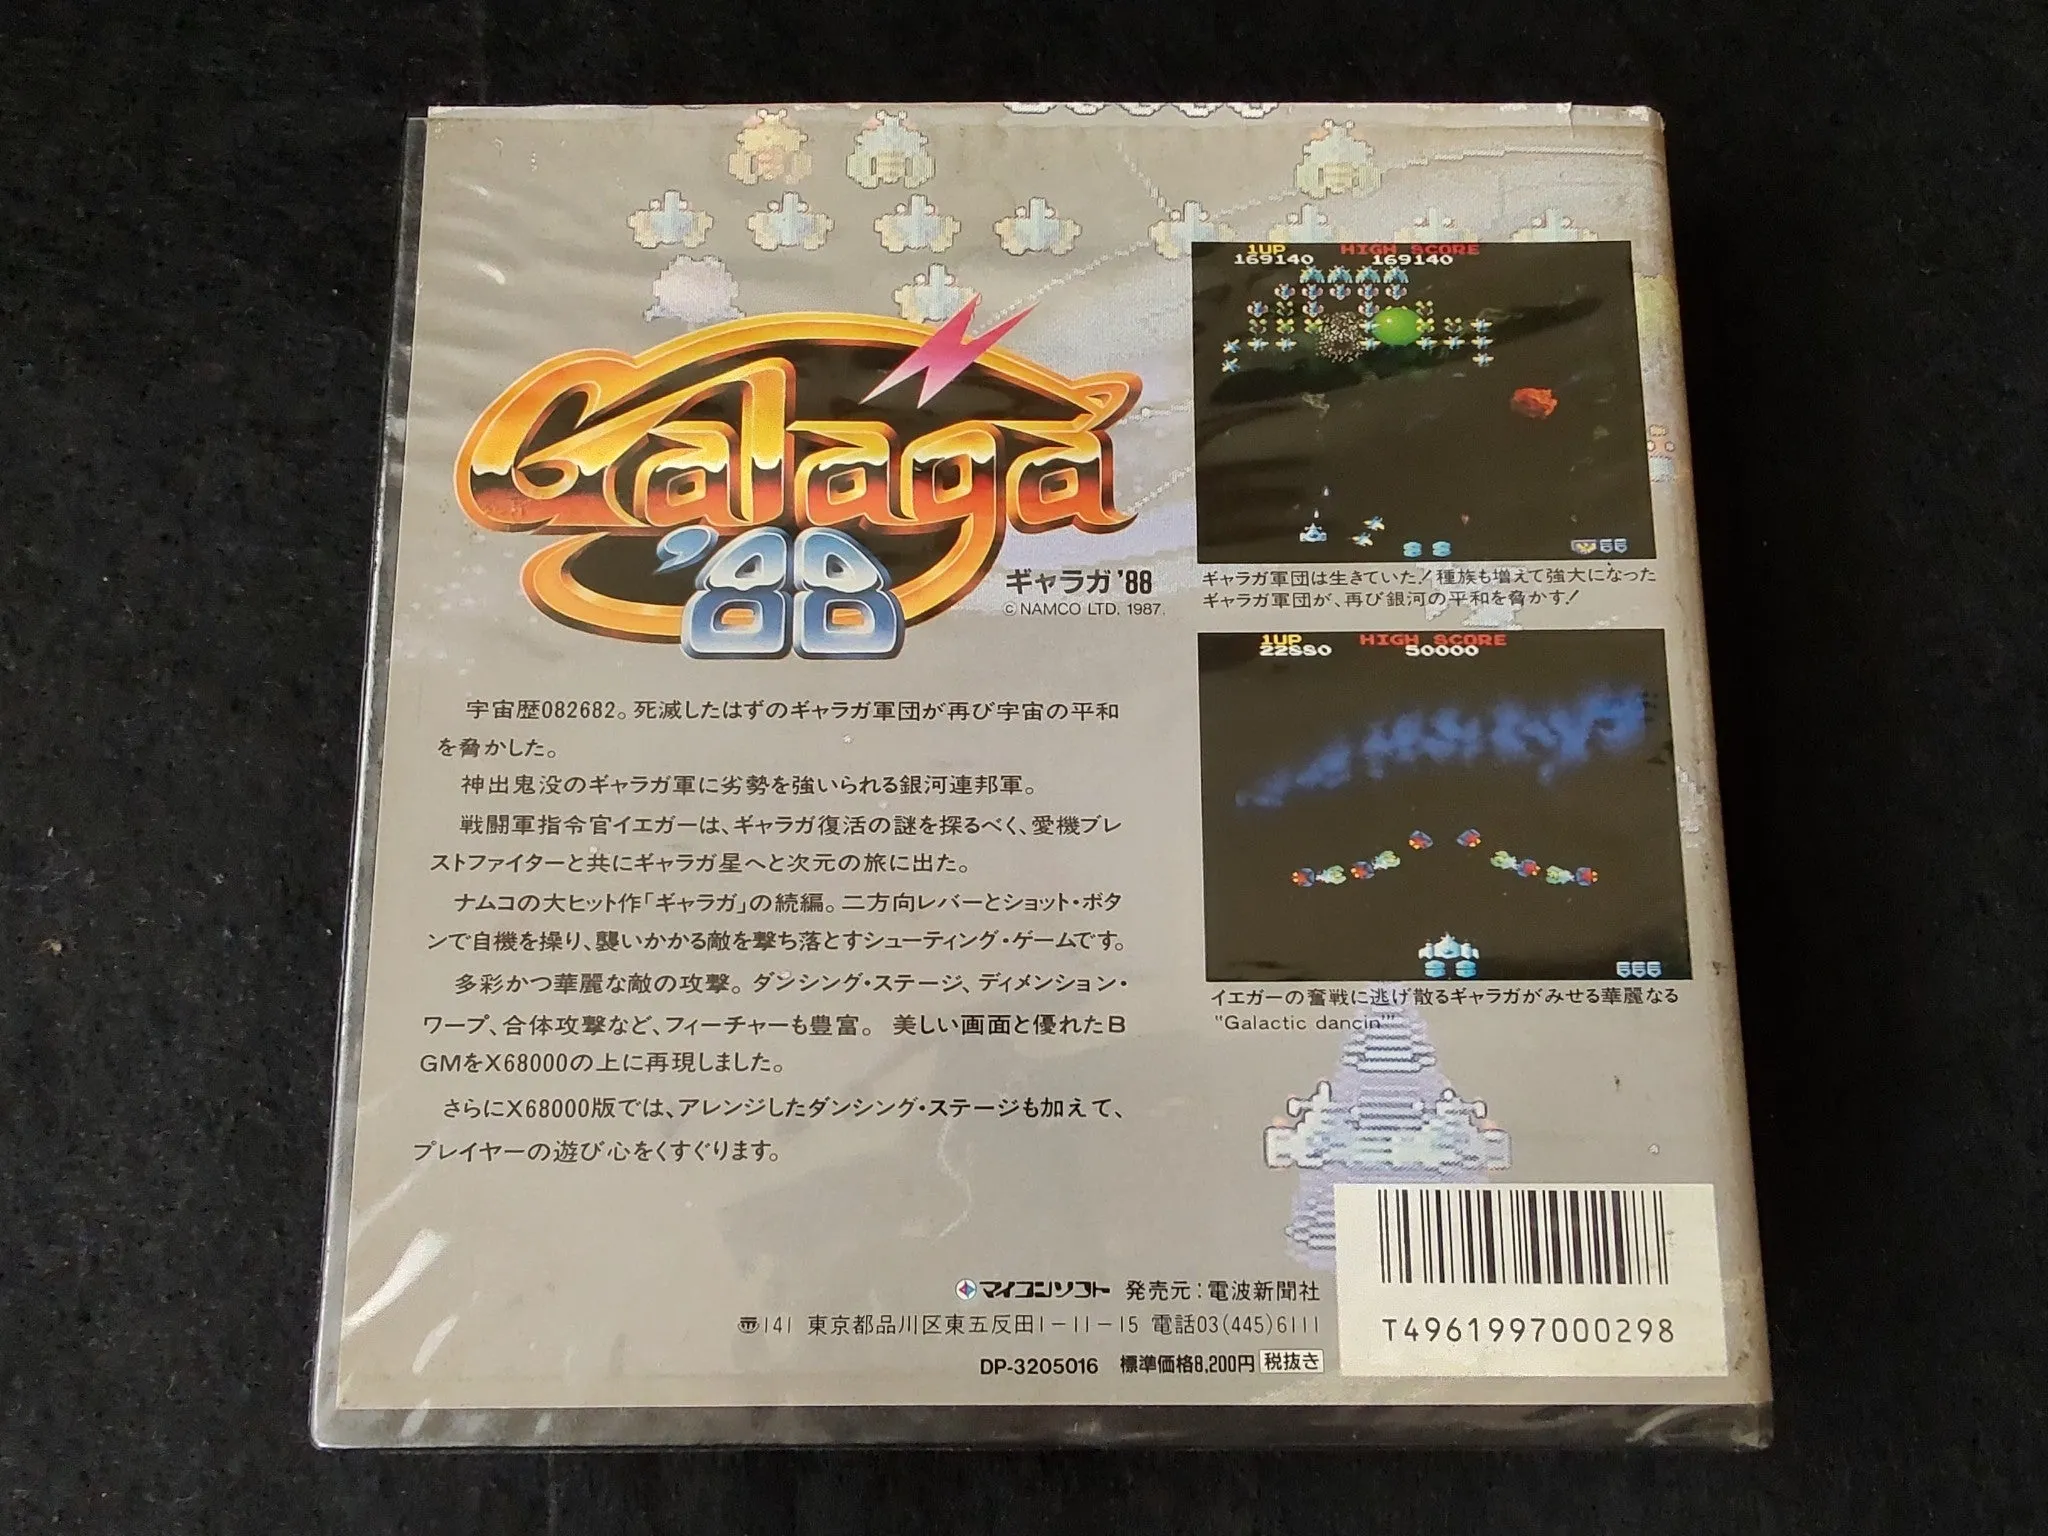 Galaga
'88
ギャラガ'88
© NAMCO LTD. 1987.
宇宙歴082682。死滅したはずのギャラガ軍団が再び宇宙の平和
を脅かした。
神出鬼没のギャラガ軍に劣勢を強いられる銀河連邦軍。
戦闘軍指令官イエガーは、ギャラガ復活の謎を探るべく、愛機ブレ
ストファイターと共にギャラガ星へと次元の旅に出た。
ナムコの大ヒット作「ギャラガ」の続編。二方向レバーとショット・ボタ
ンで自機を操り、襲いかかる敵を撃ち落とすシューティング・ゲームです。
多彩かつ華麗な敵の攻撃。ダンシング・ステージ、ディメンション・
ワープ、合体攻撃など、フィーチャーも豊富。 美しい画面と優れたB
GMをX68000の上に再現しました。
さらにX68000版では、アレンジしたダンシング・ステージも加えて、
プレイヤーの遊び心をくすぐります。
1UP HIGH SCORE
169140 169140
ギャラガ軍団は生きていた!種族も増えて強大になった
ギャラガ軍団が、再び銀河の平和を脅かす!
1UP HIGH SCORE
22880 50000
イエガーの奮戦に逃げ散るギャラガがみせる華麗なる
"Galactic dancin'"
マイコンソフト 発売元:電波新聞社
〠141 東京都品川区東五反田1-11-15 電話03(445)6111
DP-3205016 標準価格8,200円 税抜き
T4961997000298